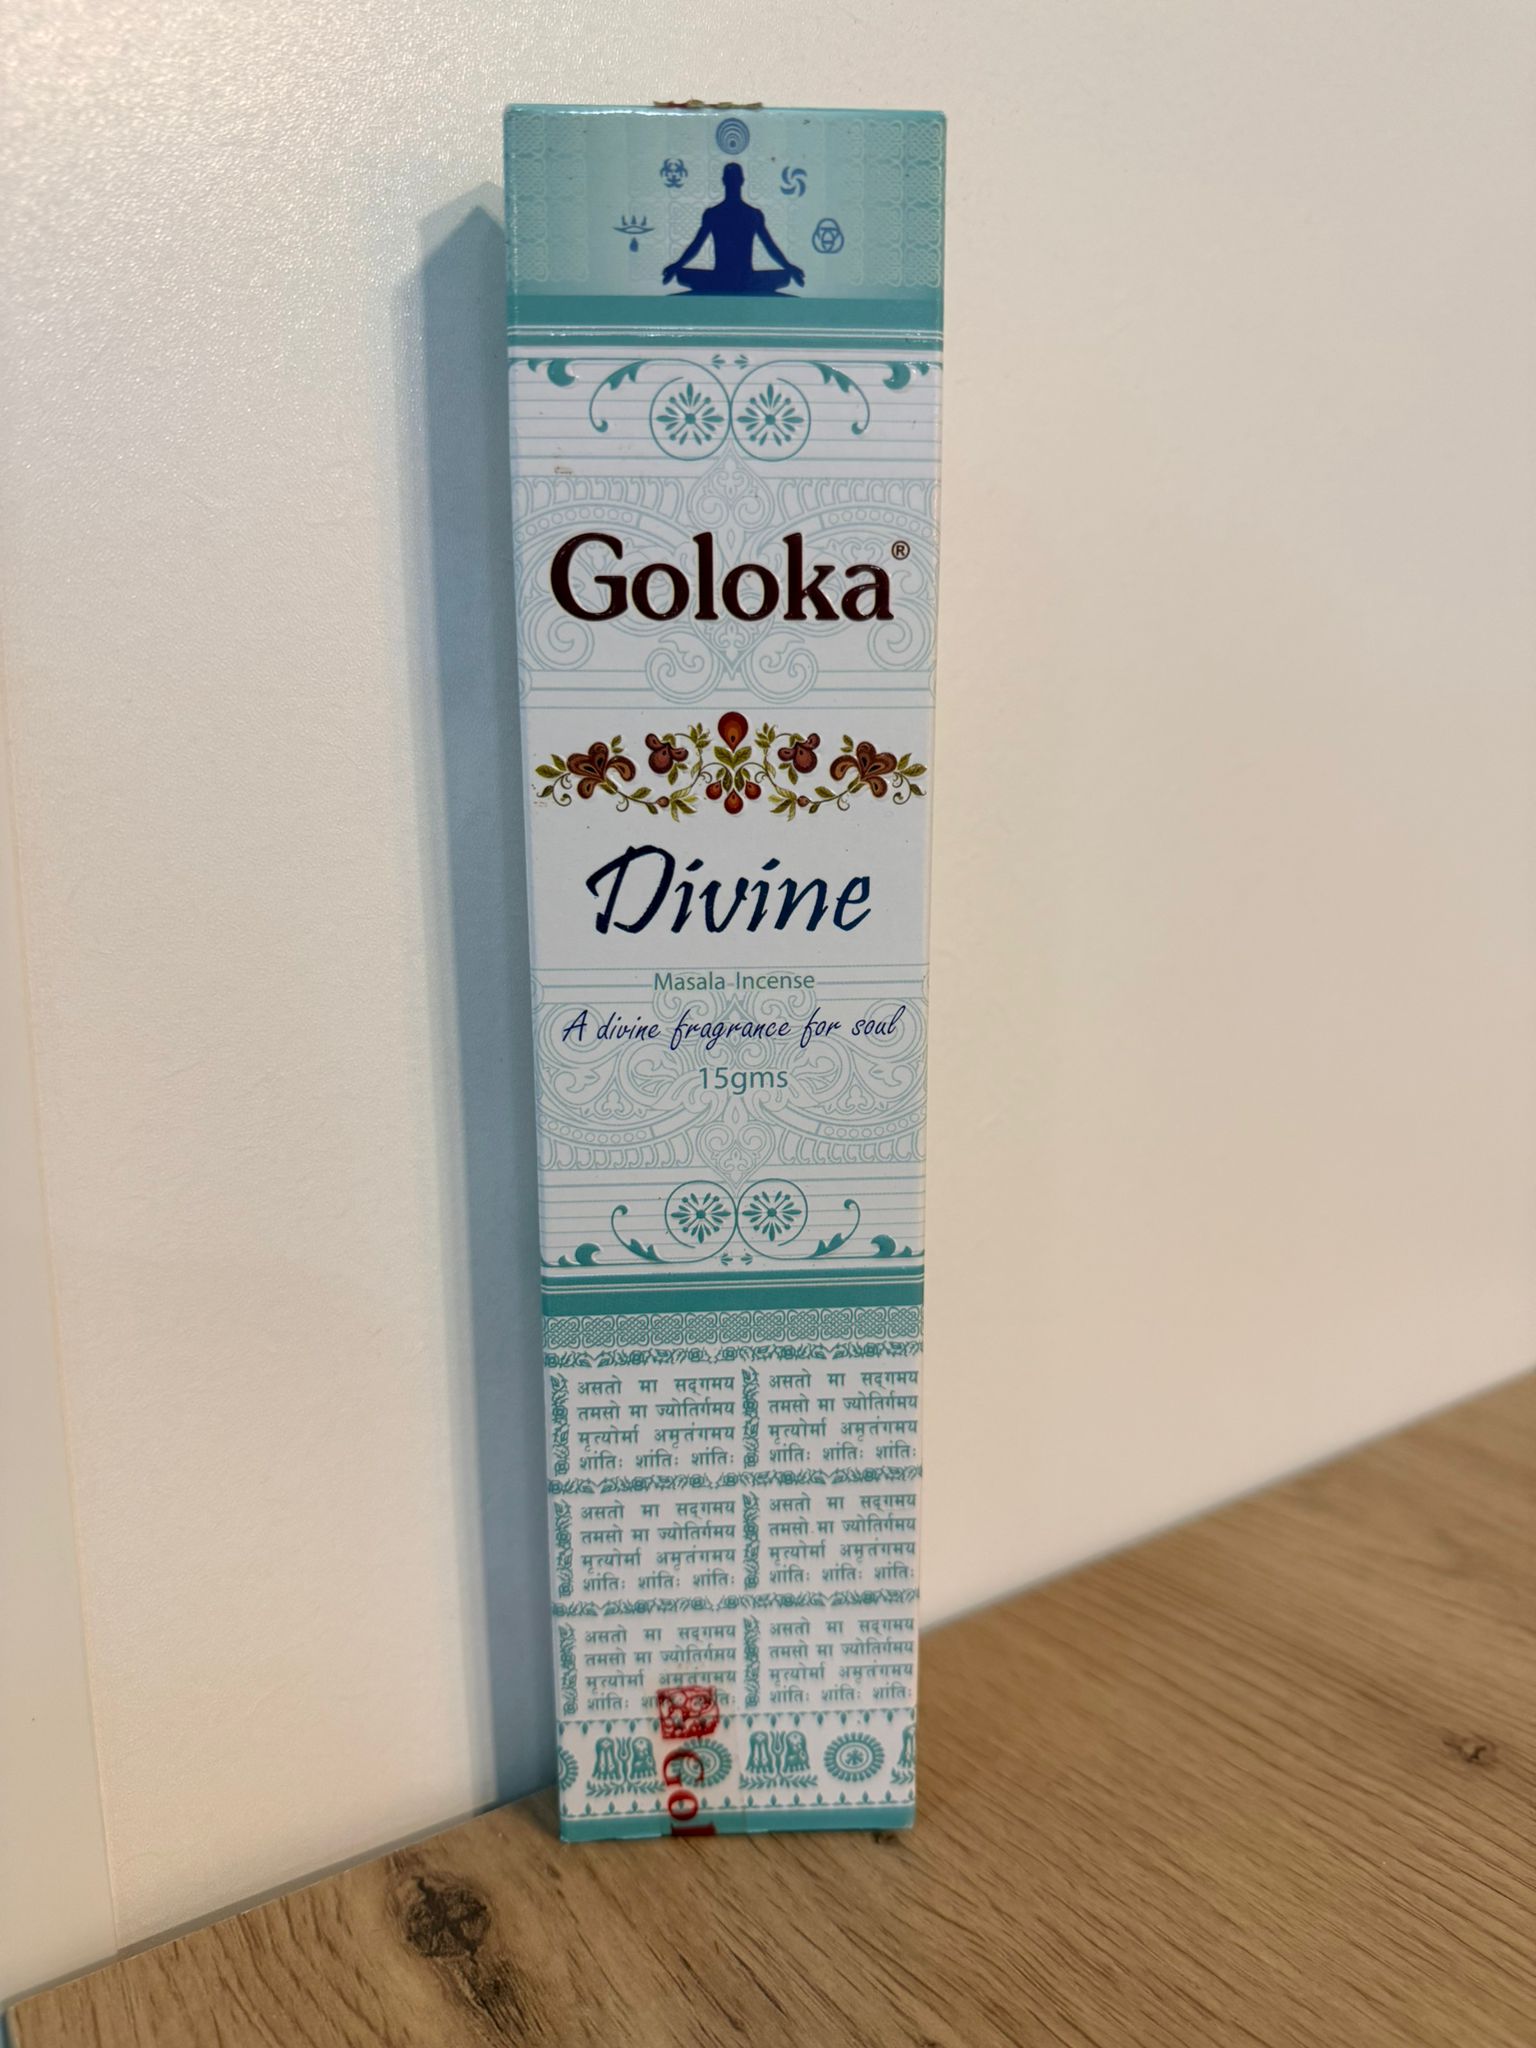 Goloka®
Divine
Masala Incense
A divine fragrance for soul
15gms
असतो मा सद्गमय
तमसो मा ज्योतिर्गमय
मृत्योर्मा अमृतंगमय
शांतिः शांतिः शांतिः
असतो मा सद्गमय
तमसो मा ज्योतिर्गमय
मृत्योर्मा अमृतंगमय
शांतिः शांतिः शांतिः
असतो मा सद्गमय
तमसो मा ज्योतिर्गमय
मृत्योर्मा अमृतंगमय
शांतिः शांतिः शांतिः
असतो मा सद्गमय
तमसो मा ज्योतिर्गमय
मृत्योर्मा अमृतंगमय
शांतिः शांतिः शांतिः
असतो मा सद्गमय
तमसो मा ज्योतिर्गमय
मृत्योर्मा अमृतंगमय
शांतिः शांतिः
असतो मा सद्गमय
तमसो मा ज्योतिर्गमय
मृत्योर्मा अमृतंगमय
शांतिः शांतिः शांतिः
Gol